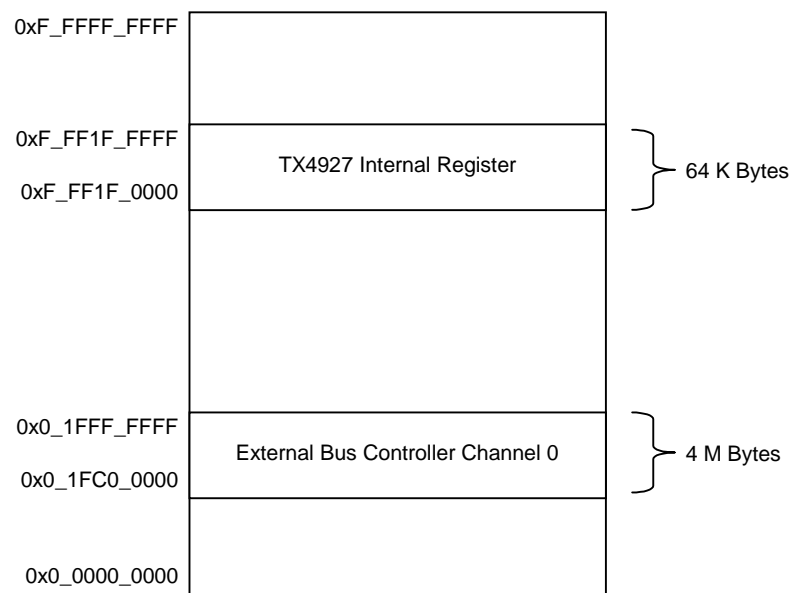 0xF_FFFF_FFFF
0xF_FF1F_FFFF
TX4927 Internal Register
64 K Bytes
0xF_FF1F_0000
0x0_1FFF_FFFF
External Bus Controller Channel 0
4 M Bytes
0x0_1FC0_0000
0x0_0000_0000